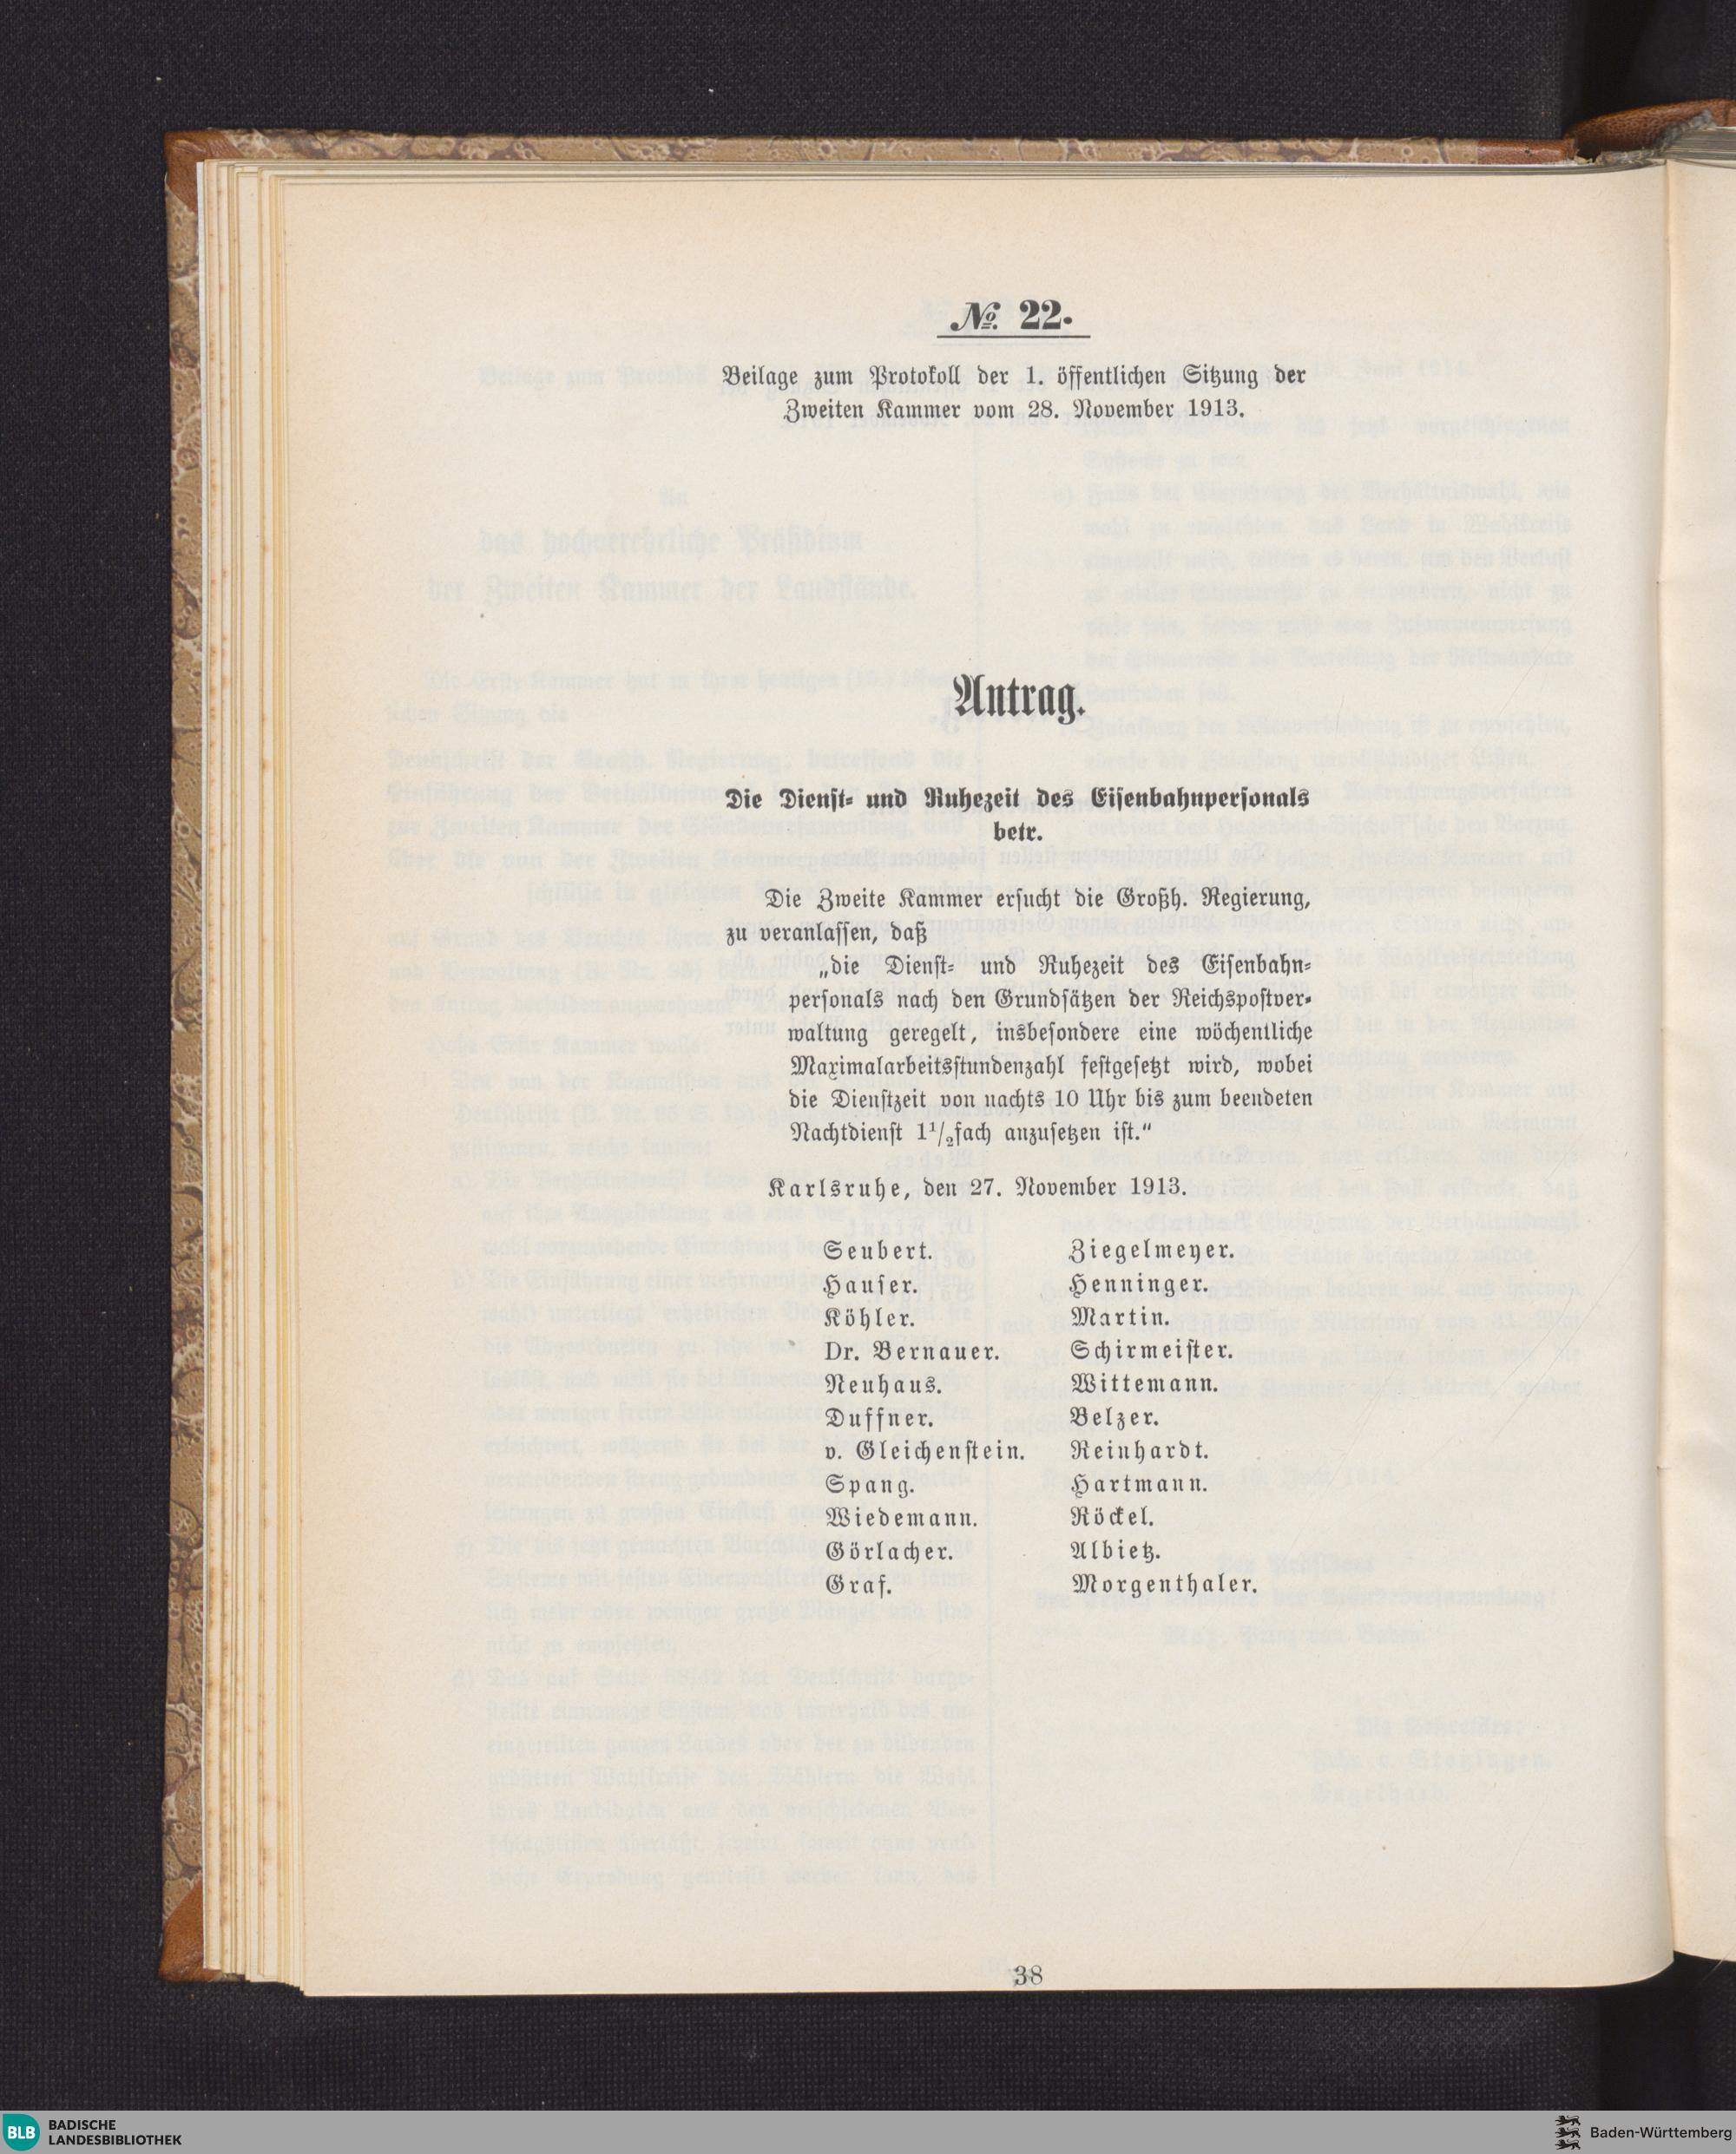 № 22.
Beilage zum Protokoll der 1. öffentlichen Sitzung der
Zweiten Kammer vom 28. November 1913.
Antrag.
Die Dienst- und Ruhezeit des Eisenbahnpersonals
betr.
Die Zweite Kammer ersucht die Großh. Regierung,
zu veranlassen, daß
„die Dienst- und Ruhezeit des Eisenbahn-
personals nach den Grundsätzen der Reichspostver-
waltung geregelt, insbesondere eine wöchentliche
Maximalarbeitsstundenzahl festgesetzt wird, wobei
die Dienstzeit von nachts 10 Uhr bis zum beendeten
Nachtdienst 1 1/2fach anzusetzen ist.“
Karlsruhe, den 27. November 1913.
Seubert.
Hauser.
Köhler.
Dr. Bernauer.
Neuhaus.
Duffner.
v. Gleichenstein.
Spang.
Wiedemann.
Görlacher.
Graf.
Ziegelmeyer.
Henninger.
Martin.
Schirmeister.
Wittemann.
Belzer.
Reinhardt.
Hartmann.
Röckel.
Albietz.
Morgenthaler.
38
BLB BADISCHE
LANDESBIBLIOTHEK
Baden-Württemberg